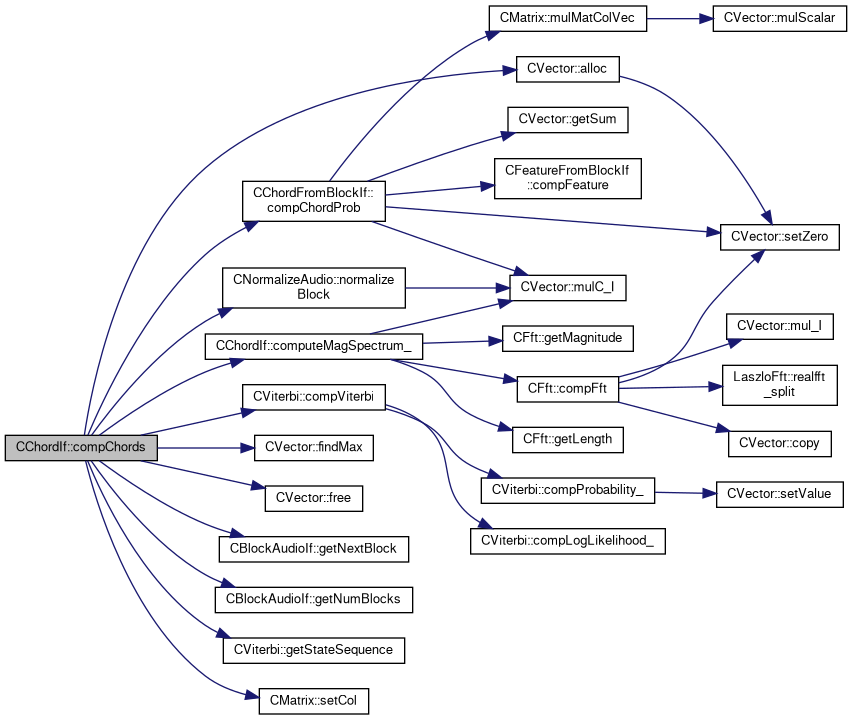 CMatrix::mulMatColVec
CVector::mulScalar
CVector::alloc
CVector::getSum
CFeatureFromBlockIf
::compFeature
CChordFromBlockIf::
compChordProb
CVector::setZero
CNormalizeAudio::normalize
Block
CVector::mulC_I
CChordIf::computeMagSpectrum_
CFft::getMagnitude
CVector::mul_I
CFft::compFft
LaszloFft::realfft
_split
CViterbi::compViterbi
CFft::getLength
CVector::copy
CChordIf::compChords
CVector::findMax
CVector::free
CViterbi::compProbability_
CVector::setValue
CBlockAudioIf::getNextBlock
CViterbi::compLogLikelihood_
CBlockAudioIf::getNumBlocks
CViterbi::getStateSequence
CMatrix::setCol